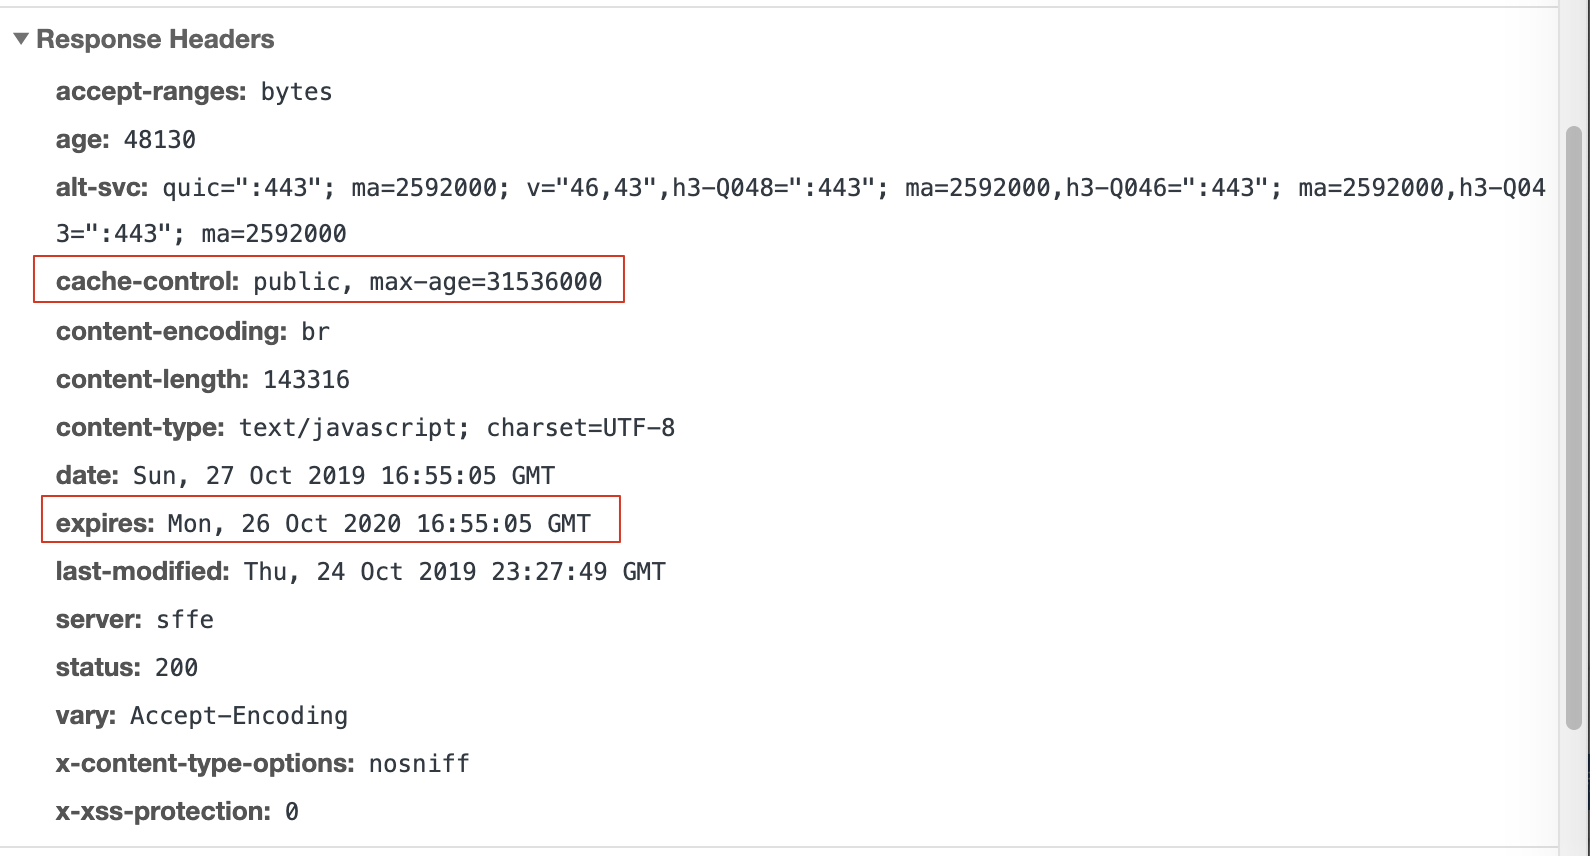 Response Headers
accept-ranges: bytes
age: 48130
alt-svc: quic=":443"; ma=2592000; v="46,43",h3-Q048=":443"; ma=2592000,h3-Q046=":443"; ma=2592000,h3-Q04
3=":443"; ma=2592000
cache-control: public, max-age=31536000
content-encoding: br
content-length: 143316
content-type: text/javascript; charset=UTF-8
date: Sun, 27 Oct 2019 16:55:05 GMT
expires: Mon, 26 Oct 2020 16:55:05 GMT
last-modified: Thu, 24 Oct 2019 23:27:49 GMT
server: sffe
status: 200
vary: Accept-Encoding
x-content-type-options: nosniff
x-xss-protection: 0